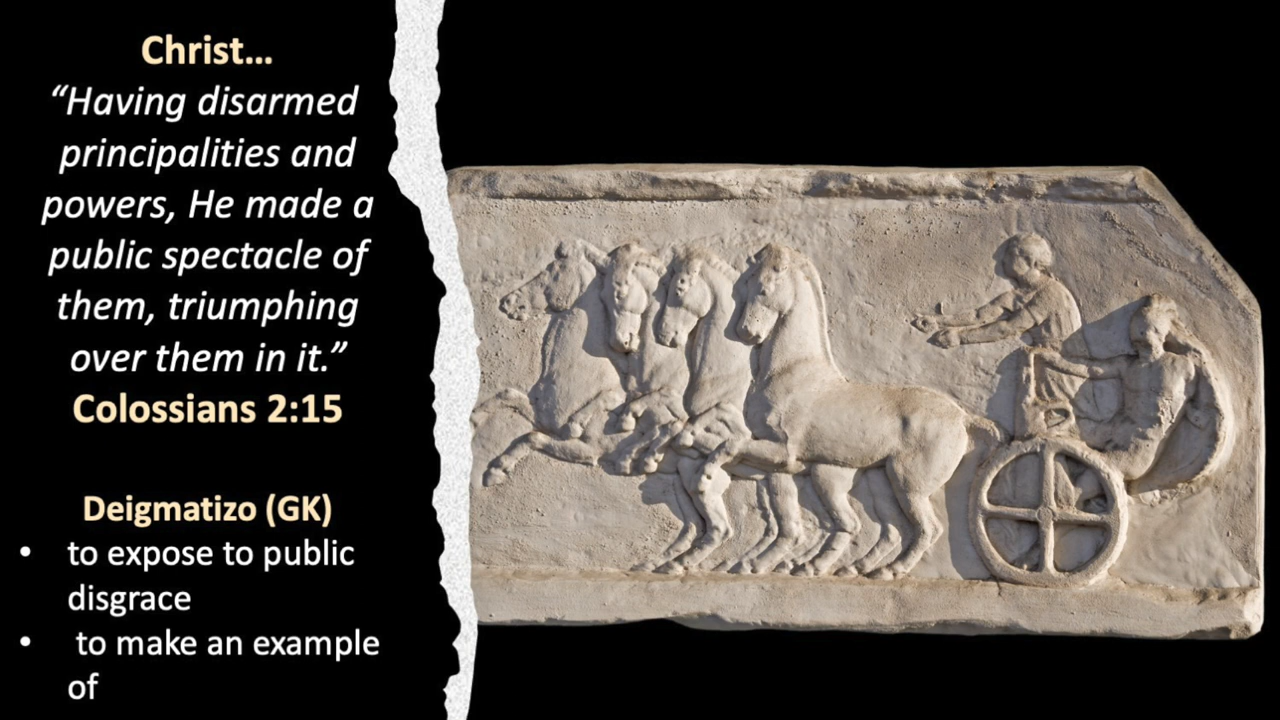 Christ...
“Having disarmed
principalities and
powers, He made a
public spectacle of
them, triumphing
over them in it.”
Colossians 2:15
Deigmatizo (GK)
• to expose to public
disgrace
• to make an example
of